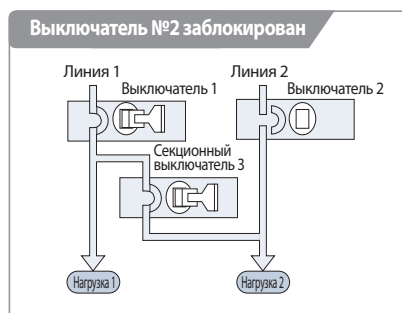 Выключатель №2 заблокирован
Линия 1
Линия 2
Выключатель 1
Выключатель 2
Секционный
выключатель 3
Нагрузка 1
Нагрузка 2